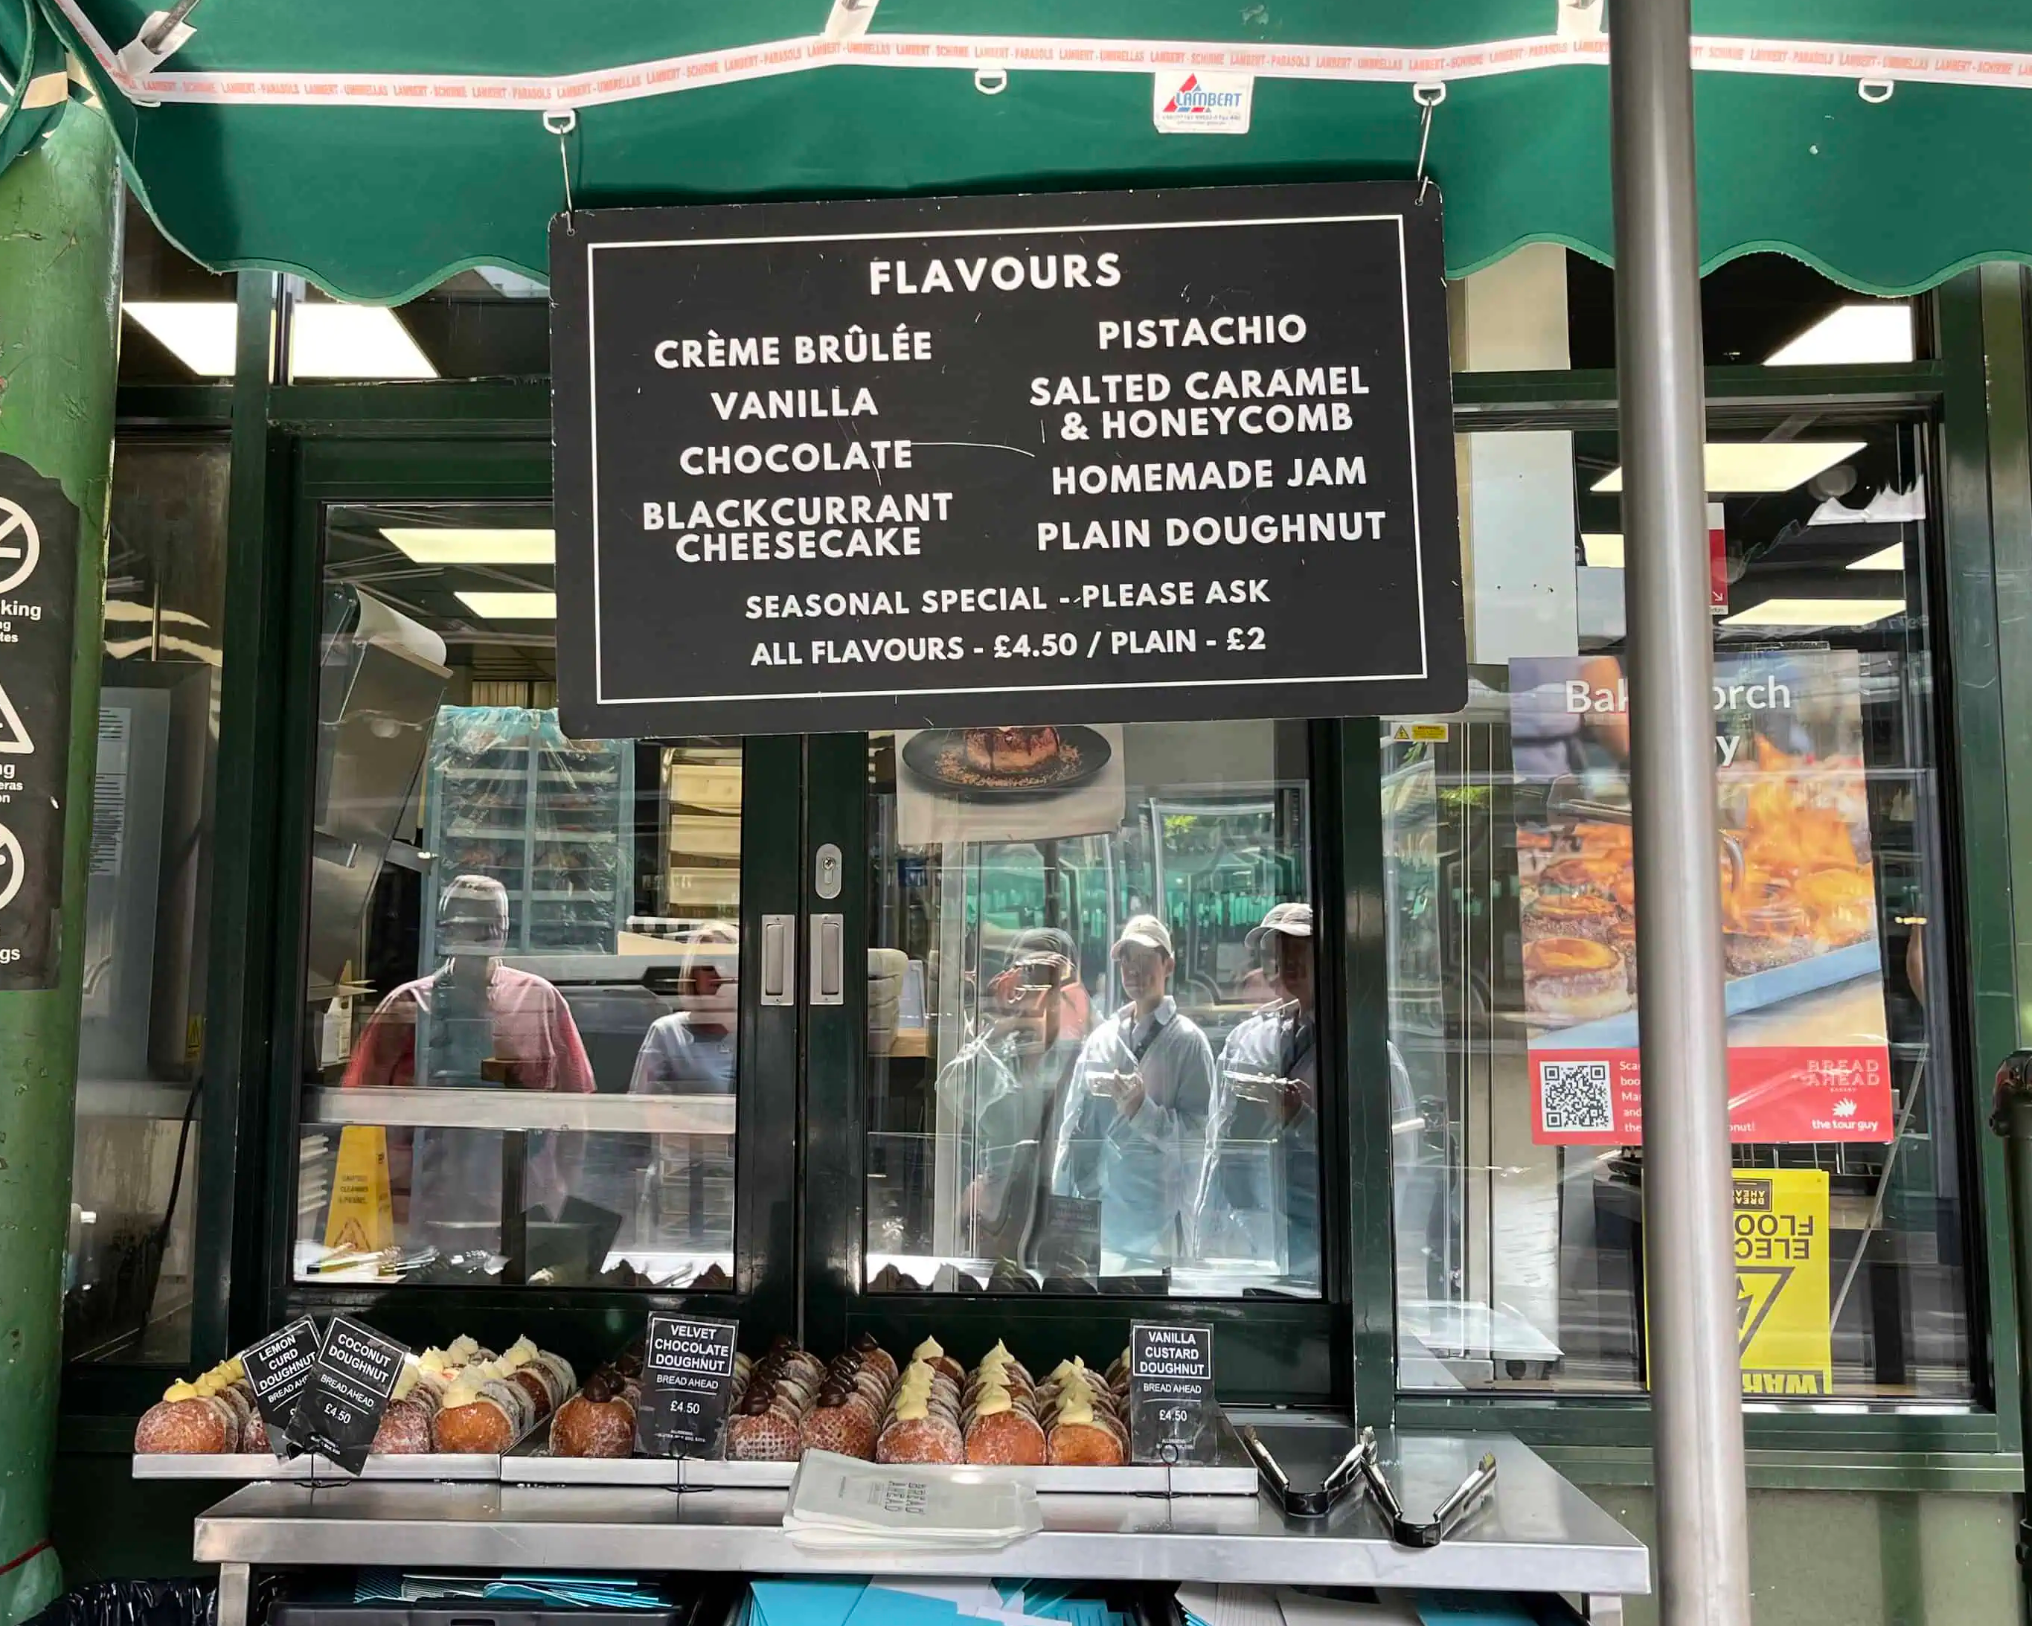 LAMBERT
FLAVOURS
CRÈME BRÛLÉE
VANILLA
CHOCOLATE
BLACKCURRANT
CHEESECAKE
PISTACHIO
SALTED CARAMEL
& HONEYCOMB
HOMEMADE JAM
PLAIN DOUGHNUT
SEASONAL SPECIAL - PLEASE ASK
ALL FLAVOURS - £4.50 / PLAIN - £2
BREAD
AHEAD
the tour guy
LEMON
CURD
DOUGHNUT
COCONUT
DOUGHNUT
BREAD AHEAD
£4.50
VELVET
CHOCOLATE
DOUGHNUT
BREAD AHEAD
£4.50
VANILLA
CUSTARD
DOUGHNUT
BREAD AHEAD
£4.50